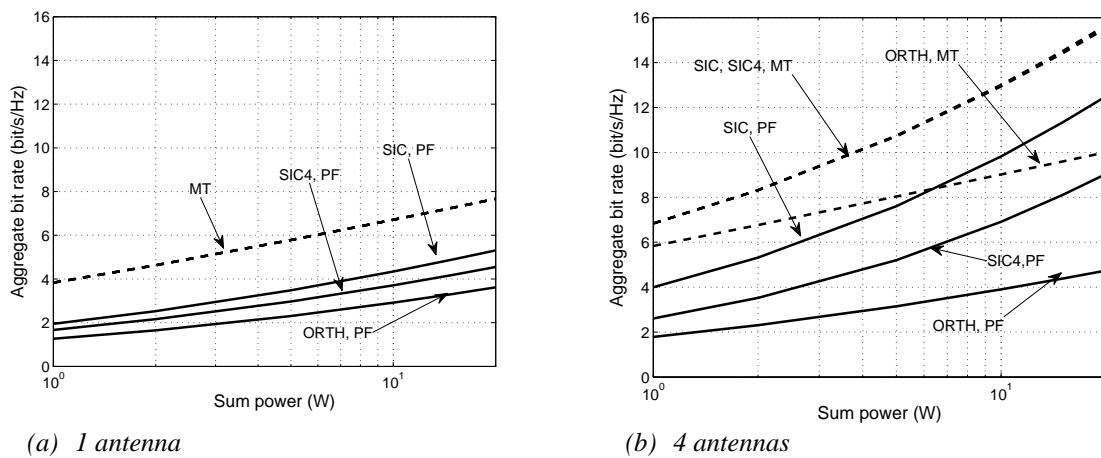 16
14
12
10
8
6
4
2
0
Aggregate bit rate (bit/s/Hz)
MT
SIC4, PF
SIC, PF
ORTH, PF
10^0
10^1
Sum power (W)
(a) 1 antenna
16
14
12
10
8
6
4
2
0
Aggregate bit rate (bit/s/Hz)
SIC, SIC4, MT
ORTH, MT
SIC, PF
SIC4,PF
ORTH, PF
10^0
10^1
Sum power (W)
(b) 4 antennas